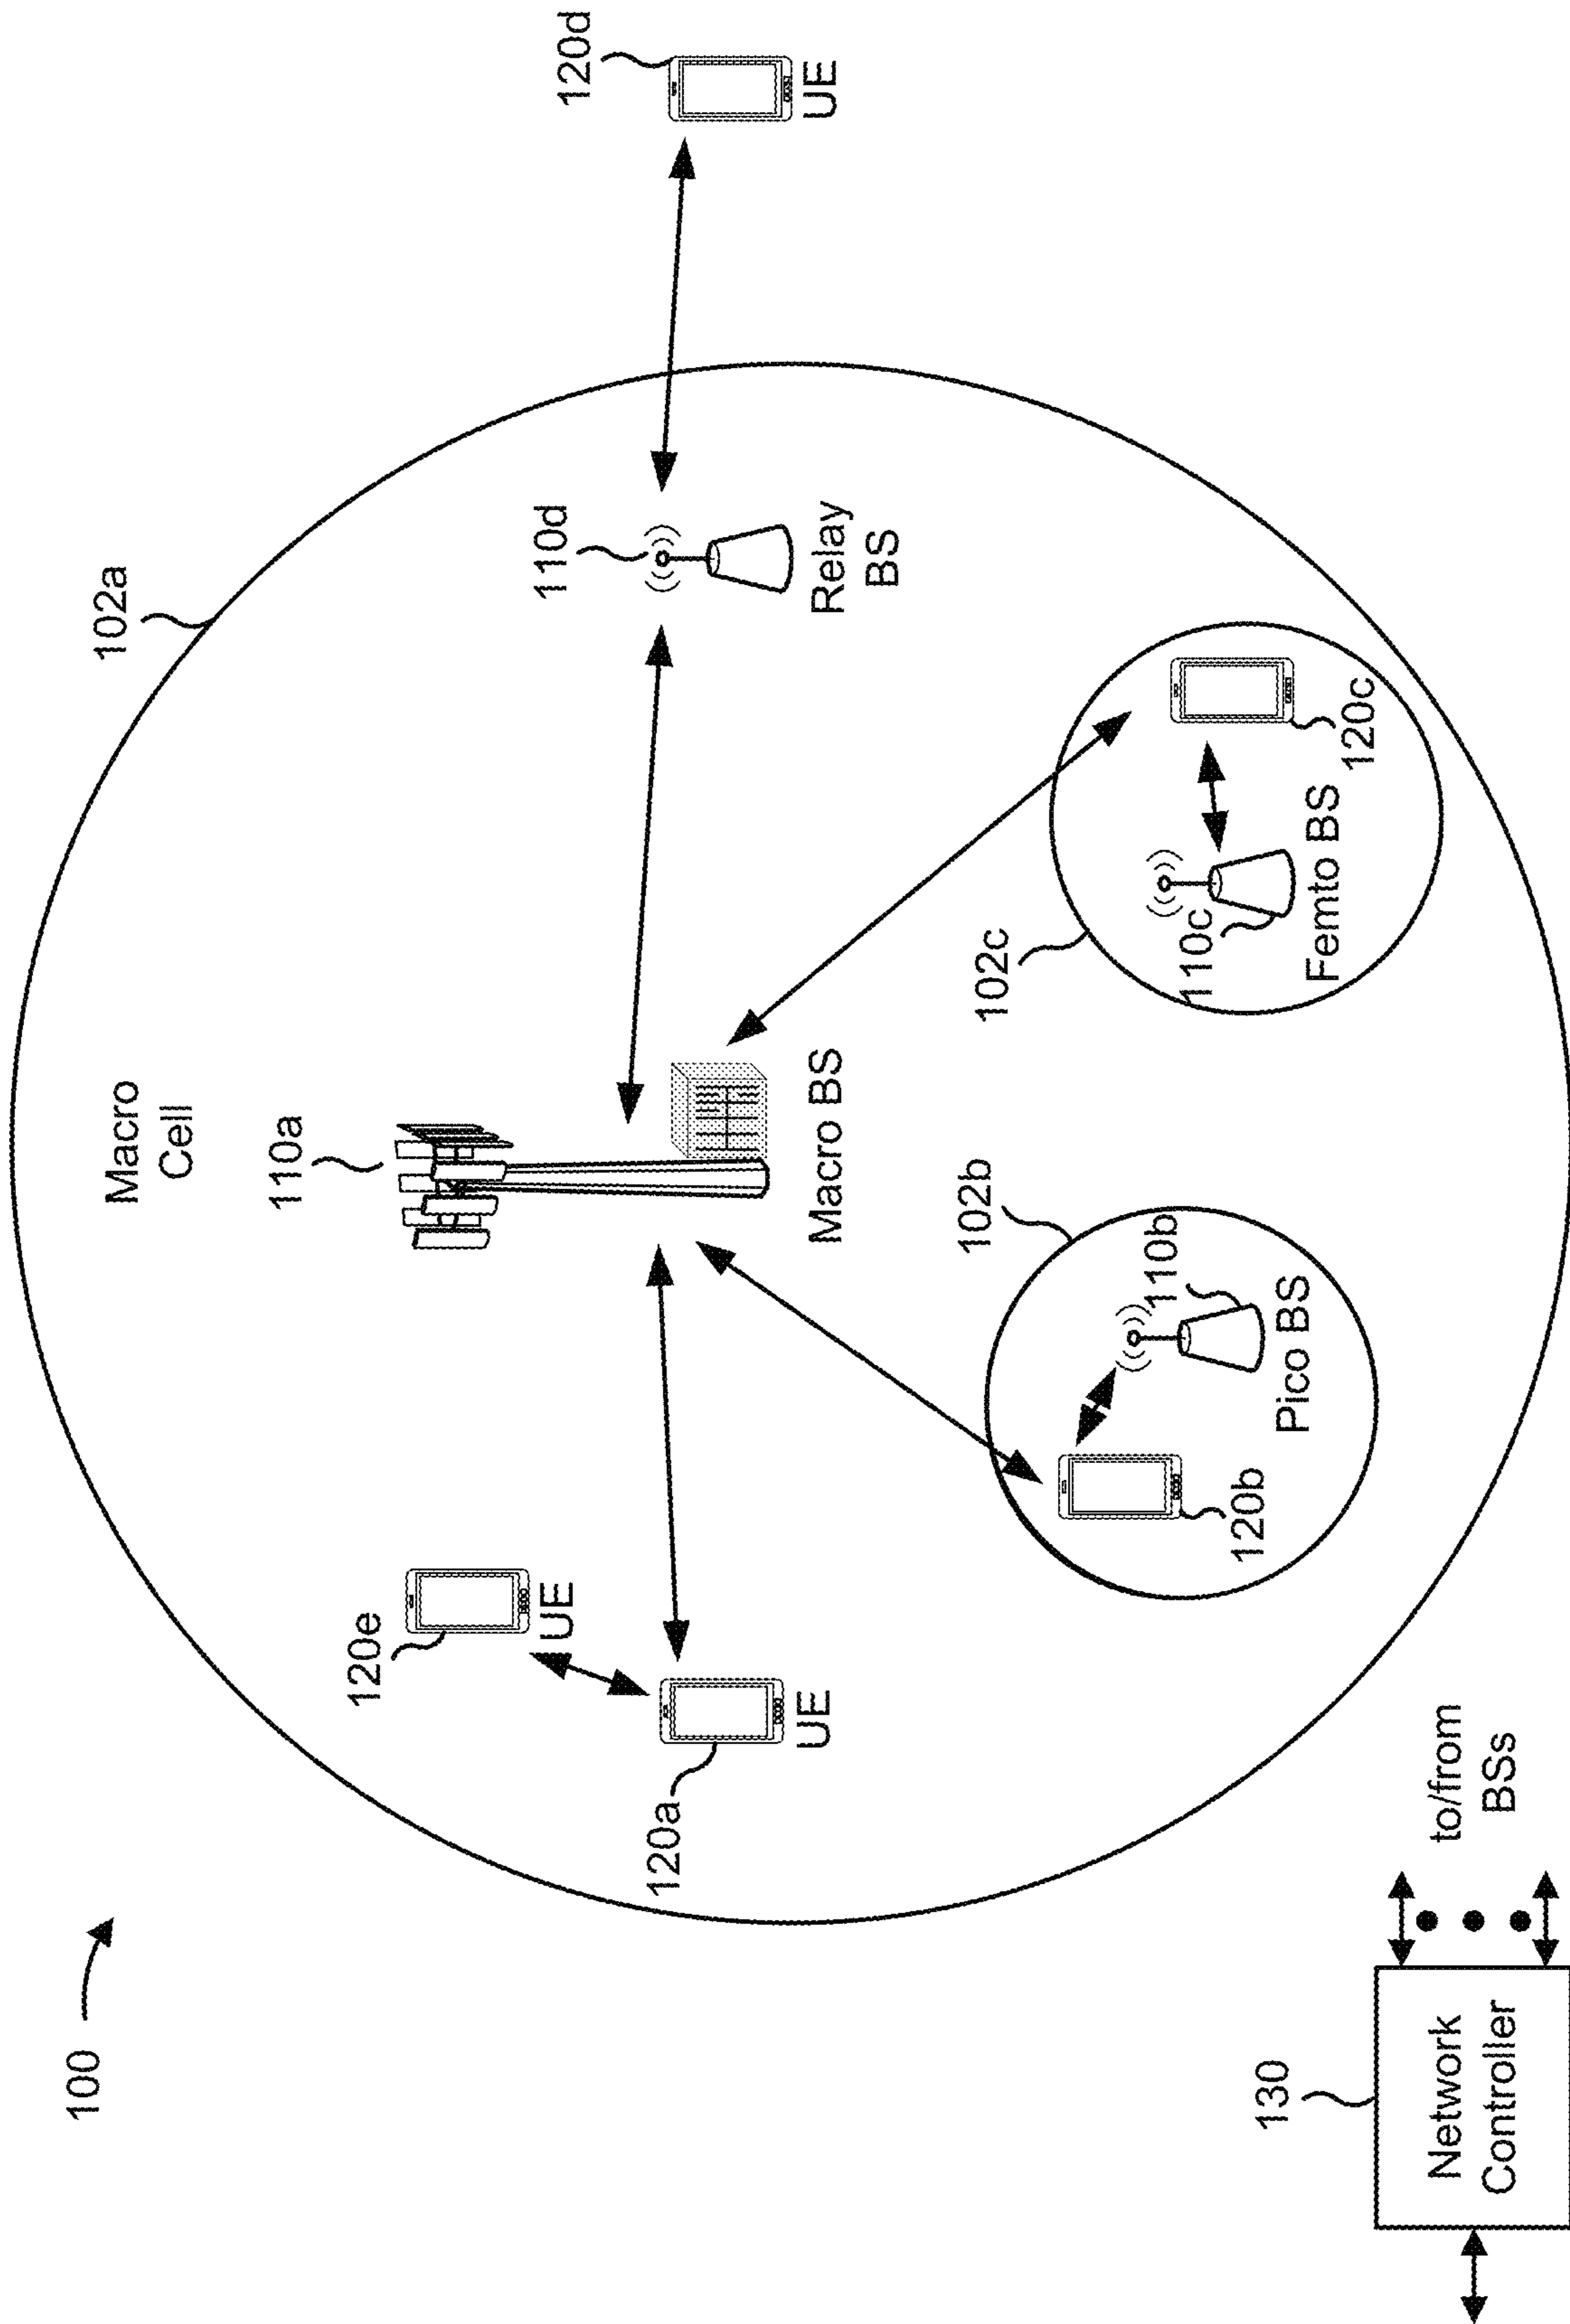 100
102a
Macro
Cell
110a
120d
UE
120e
UE
110d
Relay
BS
120a
UE
Macro BS
102b
102c
110b
Pico BS
120b
110c
Femto BS
120c
130
Network
Controller
to/from
BSs